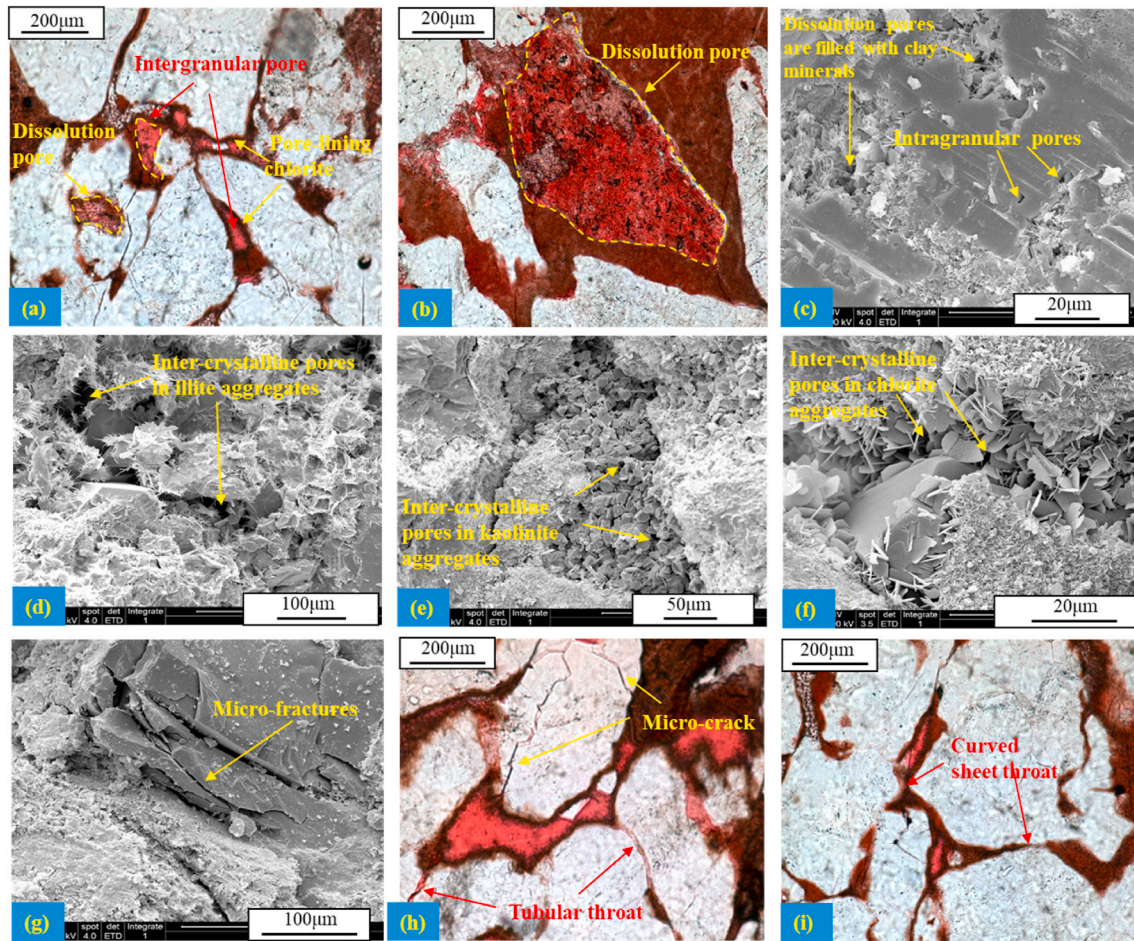 200μm
Intergranular pore
Dissolution
pore
Pore-lining
chlorite
(a)
200μm
Dissolution pore
(b)
Dissolution pores
are filled with clay
minerals
Intragranular pores
(c)
spot det Integrate
0 kV 4.0 ETD 1
20μm
Inter-crystalline pores
in illite aggregates
(d)
spot det Integrate
kV 4.0 ETD 1
100μm
Inter-crystalline
pores in kaolinite
aggregates
(e)
spot det Integrate
kV 4.0 ETD 1
50μm
Inter-crystalline
pores in chlorite
aggregates
(f)
spot det Integrate
kV 3.5 ETD 1
20μm
Micro-fractures
(g)
spot det Integrate
kV 4.0 ETD 1
100μm
200μm
Micro-crack
Tubular throat
(h)
200μm
Curved
sheet throat
(i)